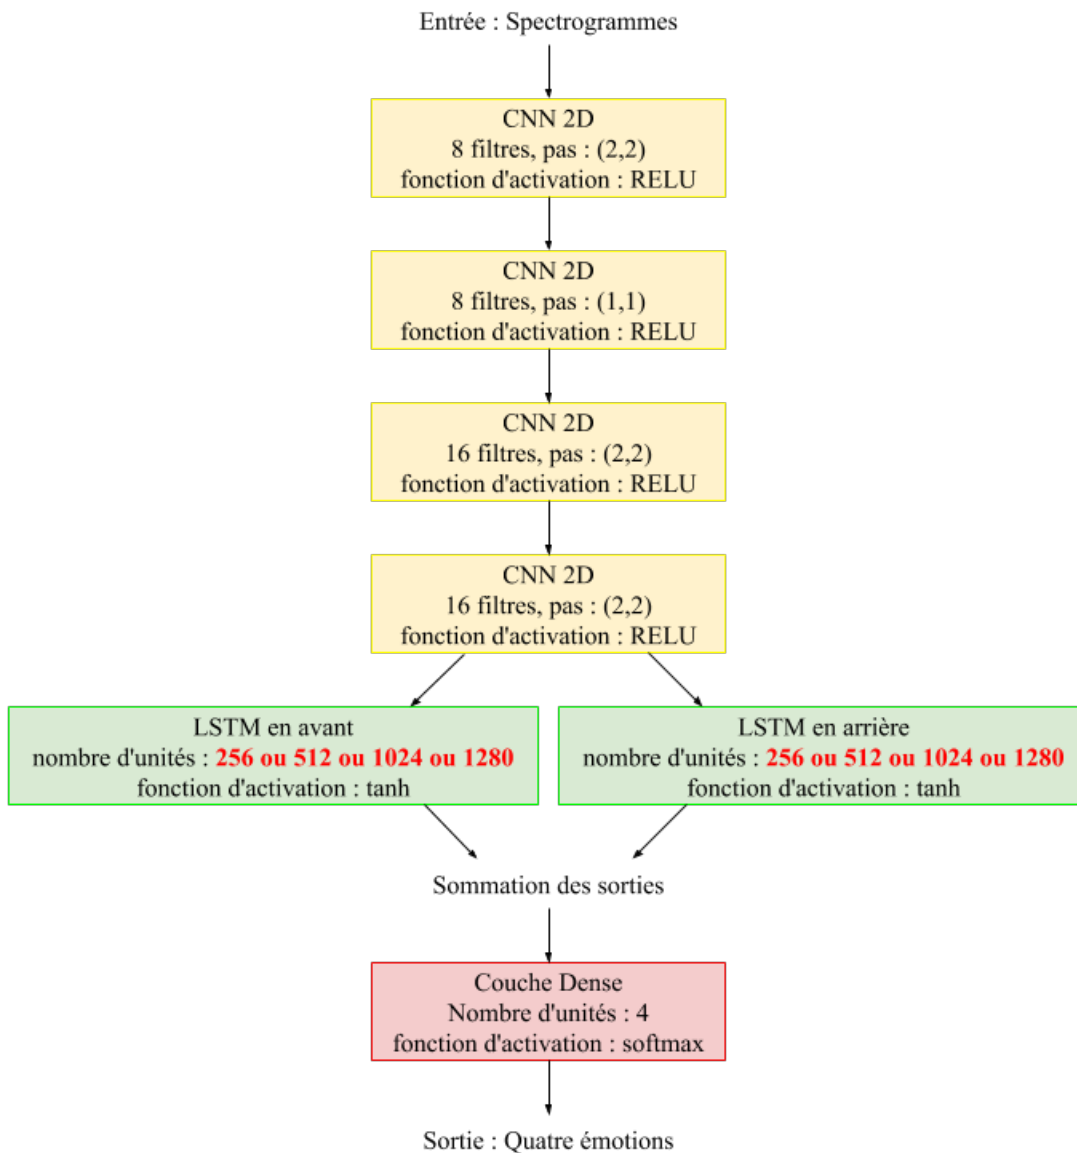 Entrée : Spectrogrammes
CNN 2D
8 filtres, pas : (2,2)
fonction d'activation : RELU
CNN 2D
8 filtres, pas : (1,1)
fonction d'activation : RELU
CNN 2D
16 filtres, pas : (2,2)
fonction d'activation : RELU
CNN 2D
16 filtres, pas : (2,2)
fonction d'activation : RELU
LSTM en avant
nombre d'unités : 256 ou 512 ou 1024 ou 1280
fonction d'activation : tanh
LSTM en arrière
nombre d'unités : 256 ou 512 ou 1024 ou 1280
fonction d'activation : tanh
Sommation des sorties
Couche Dense
Nombre d'unités : 4
fonction d'activation : softmax
Sortie : Quatre émotions